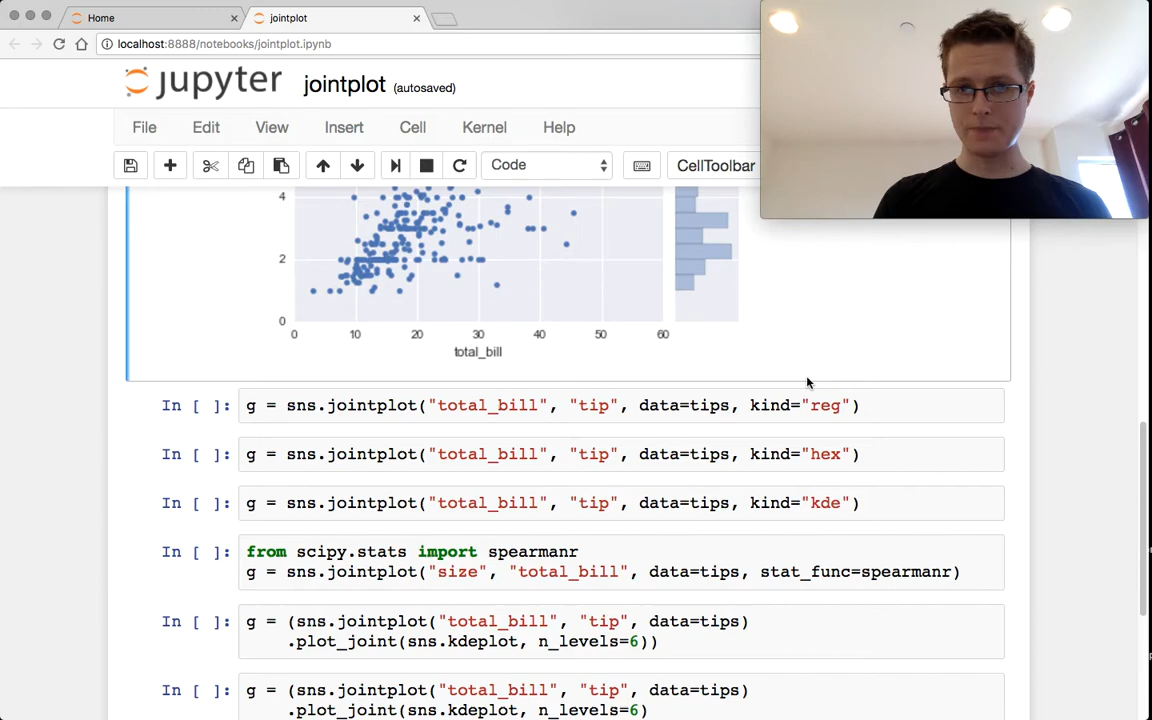 Home
jointplot
localhost:8888/notebooks/jointplot.ipynb
jupyter jointplot (autosaved)
File Edit View Insert Cell Kernel Help
Code CellToolbar
4
2
0
0 10 20 30 40 50 60
total_bill
In [ ]: g = sns.jointplot("total_bill", "tip", data=tips, kind="reg")
In [ ]: g = sns.jointplot("total_bill", "tip", data=tips, kind="hex")
In [ ]: g = sns.jointplot("total_bill", "tip", data=tips, kind="kde")
In [ ]: from scipy.stats import spearmanr
g = sns.jointplot("size", "total_bill", data=tips, stat_func=spearmanr)
In [ ]: g = (sns.jointplot("total_bill", "tip", data=tips)
.plot_joint(sns.kdeplot, n_levels=6))
In [ ]: g = (sns.jointplot("total_bill", "tip", data=tips)
.plot_joint(sns.kdeplot, n_levels=6)